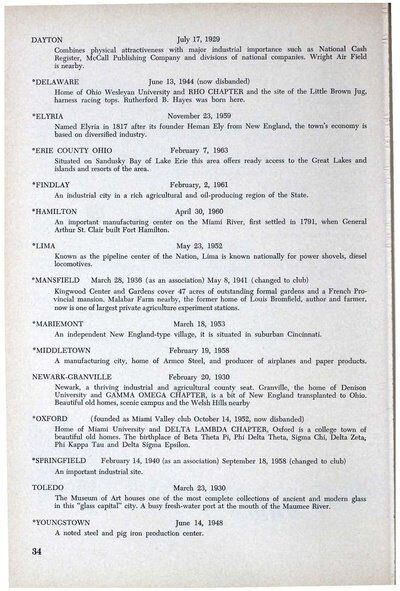 DAYTON July 17, 1929
Combines physical attractiveness with major industrial importance such as National Cash
Register, McCall Publishing Company and divisions of national companies. Wright Air Field
is nearby.
*DELAWARE June 13, 1944 (now disbanded)
Home of Ohio Wesleyan University and RHO CHAPTER and the site of the Little Brown Jug,
harness racing tops. Rutherford B. Hayes was born here.
*ELYRIA November 23, 1959
Named Elyria in 1817 after its founder Heman Ely from New England, the town's economy is
based on diversified industry.
*ERIE COUNTY OHIO February 7, 1963
Situated on Sandusky Bay of Lake Erie this area offers ready access to the Great Lakes and
islands and resorts of the area.
*FINDLAY February, 2, 1961
An industrial city in a rich agricultural and oil-producing region of the State.
*HAMILTON April 30, 1960
An important manufacturing center on the Miami River, first settled in 1791, when General
Arthur St. Clair built Fort Hamilton.
*LIMA May 23, 1952
Known as the pipeline center of the Nation, Lima is known nationally for power shovels, diesel
locomotives.
*MANSFIELD March 28, 1936 (as an association) May 8, 1941 (changed to club)
Kingwood Center and Gardens cover 47 acres of outstanding formal gardens and a French Pro-
vincial mansion. Malabar Farm nearby, the former home of Louis Bromfield, author and farmer,
now is one of largest private agriculture experiment stations.
*MARIEMONT March 18, 1953
An independent New England-type village, it is situated in suburban Cincinnati.
*MIDDLETOWN February 19, 1958
A manufacturing city, home of Armco Steel, and producer of airplanes and paper products.
NEWARK-GRANVILLE February 20, 1930
Newark, a thriving industrial and agricultural county seat. Granville, the home of Denison
University and GAMMA OMEGA CHAPTER, is a bit of New England transplanted to Ohio.
Beautiful old homes, scenic campus and the Welsh Hills nearby
*OXFORD (founded as Miami Valley club October 14, 1952, now disbanded)
Home of Miami University and DELTA LAMBDA CHAPTER, Oxford is a college town of
beautiful old homes. The birthplace of Beta Theta Pi, Phi Delta Theta, Sigma Chi, Delta Zeta,
Phi Kappa Tau and Delta Sigma Epsilon.
*SPRINGFIELD February 14, 1940 (as an association) September 18, 1958 (changed to club)
An important industrial site.
TOLEDO March 23, 1930
The Museum of Art houses one of the most complete collections of ancient and modern glass
in this "glass capital" city. A busy fresh-water port at the mouth of the Maumee River.
*YOUNGSTOWN June 14, 1948
A noted steel and pig iron production center.
34